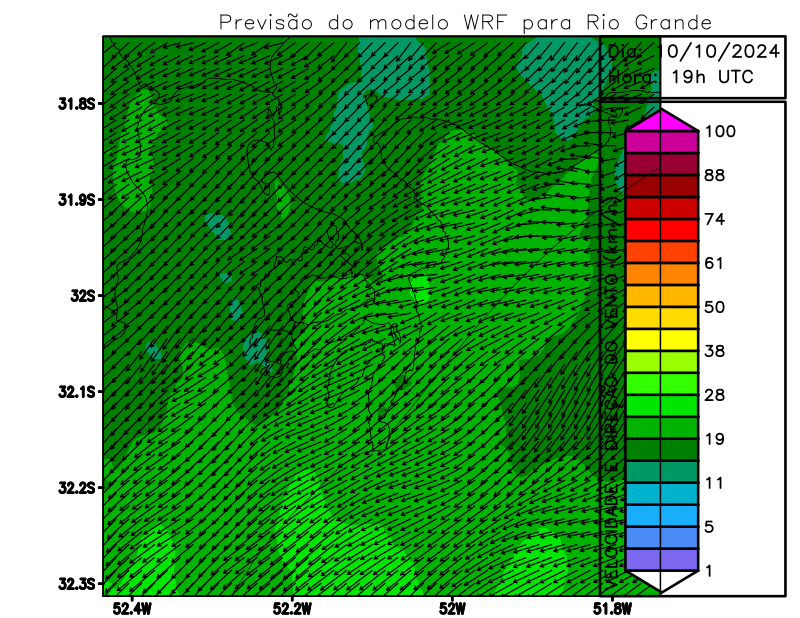 Previsão do modelo WRF para Rio Grande
Dia: 10/10/2024
Hora: 19h UTC
31.8S
31.9S
32S
32.1S
32.2S
32.3S
52.4W
52.2W
52W
51.8W
VELOCIDADE E DIREÇÃO DO VENTO (km/h)
100
88
74
61
50
38
28
19
11
5
1